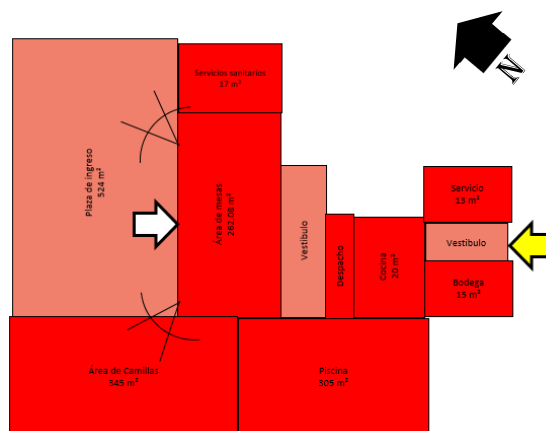 N
Servicios sanitarios
17 m²
Plaza de ingreso
524 m²
Área de mesas
262.08 m²
Vestíbulo
Despacho
Cocina
20 m²
Servicio
13 m²
Vestíbulo
Bodega
15 m²
Área de Camillas
345 m²
Piscina
305 m²